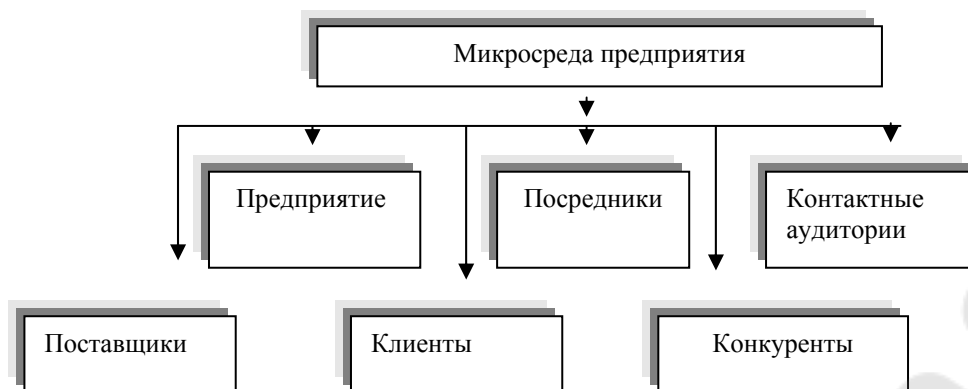 Микросреда предприятия
Предприятие
Посредники
Контактные
аудитории
Поставщики
Клиенты
Конкуренты